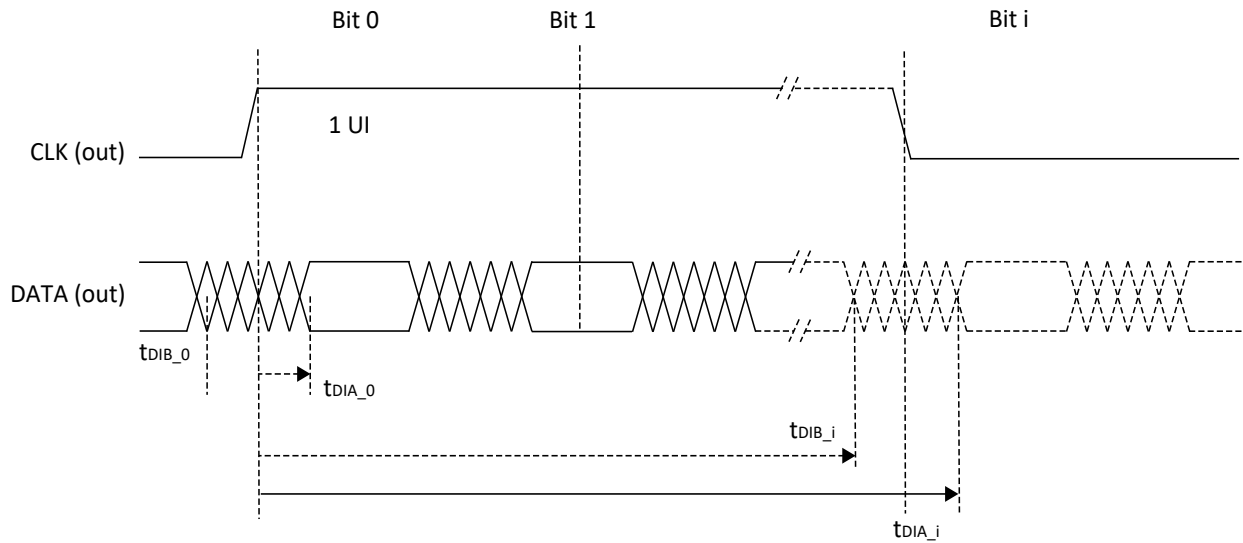 Bit 0 Bit 1 Bit i
1 UI
CLK (out)
DATA (out)
tDIB_0
tDIA_0
tDIB_i
tDIA_i